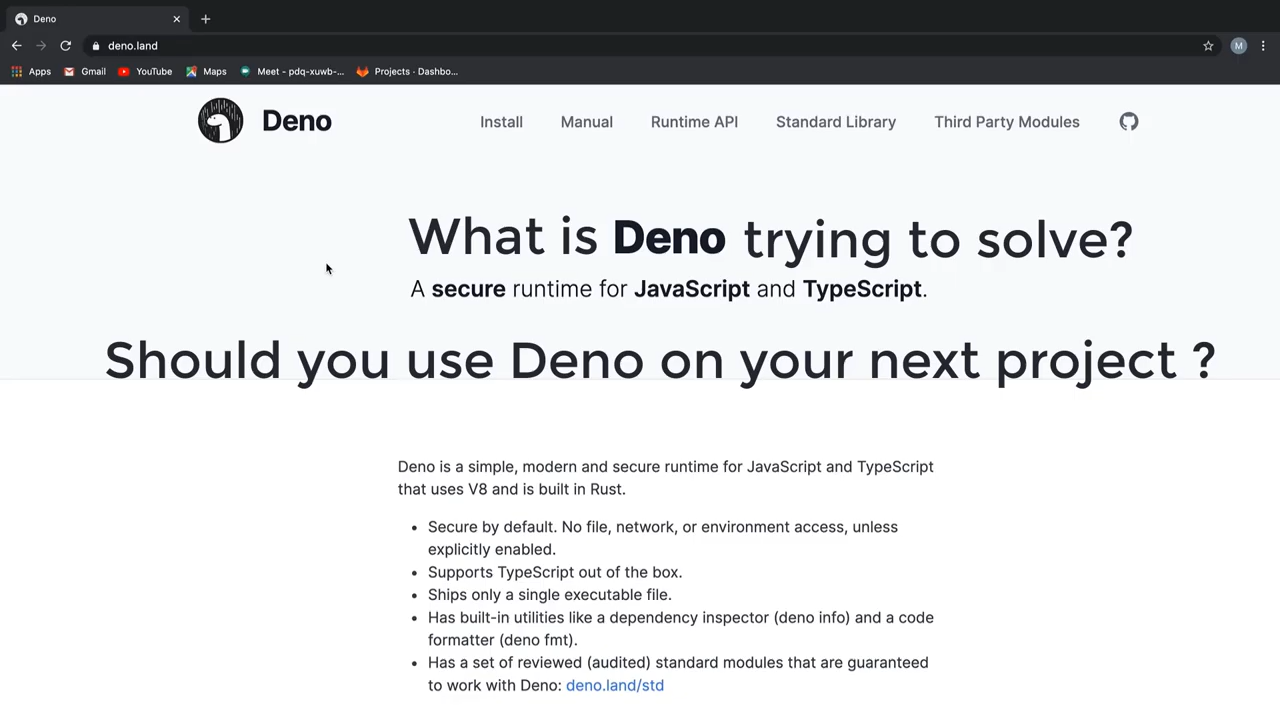 Deno
deno.land
M
Apps Gmail YouTube Maps Meet - pdq-xuwb-... Projects · Dashbo...
Deno Install Manual Runtime API Standard Library Third Party Modules
What is Deno trying to solve?
A secure runtime for JavaScript and TypeScript.
Should you use Deno on your next project ?
Deno is a simple, modern and secure runtime for JavaScript and TypeScript
that uses V8 and is built in Rust.
• Secure by default. No file, network, or environment access, unless
explicitly enabled.
• Supports TypeScript out of the box.
• Ships only a single executable file.
• Has built-in utilities like a dependency inspector (deno info) and a code
formatter (deno fmt).
• Has a set of reviewed (audited) standard modules that are guaranteed
to work with Deno: deno.land/std